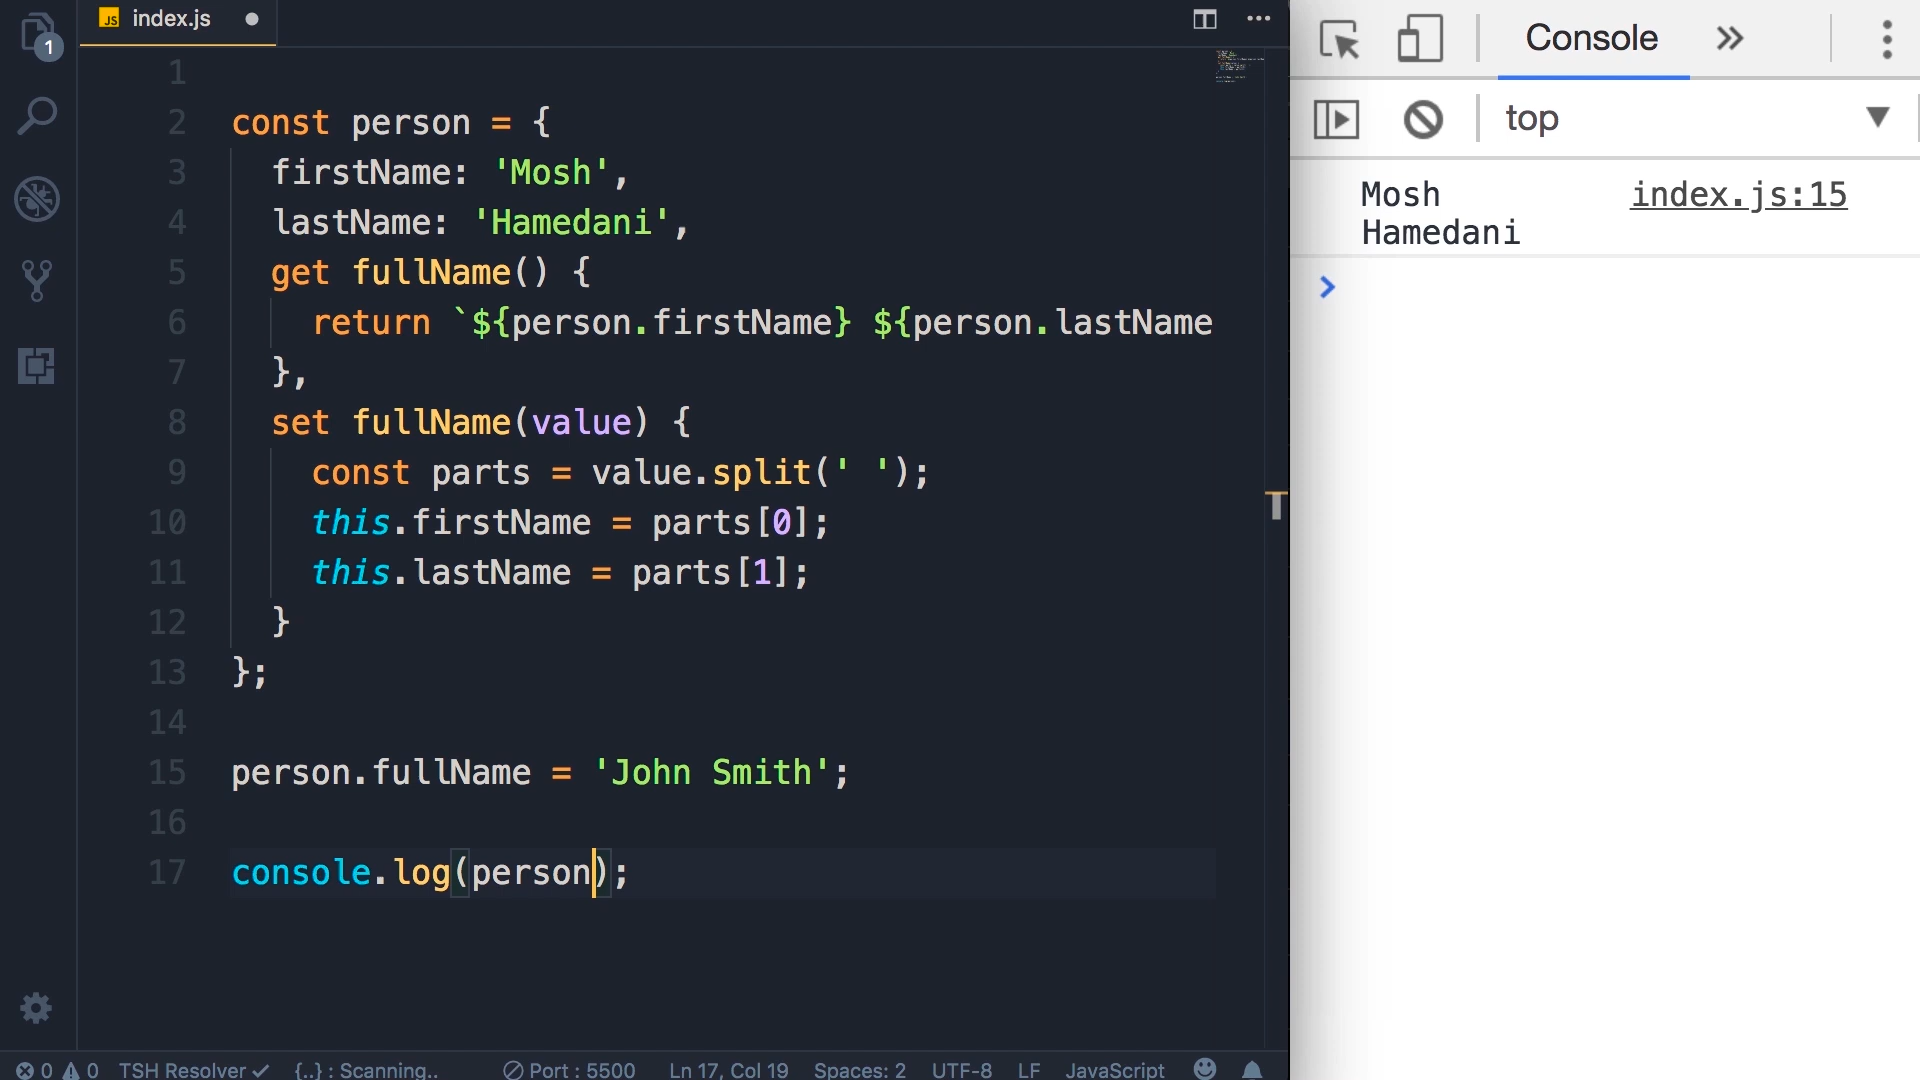 index.js
1
1
2 const person = {
3 firstName: 'Mosh',
4 lastName: 'Hamedani',
5 get fullName() {
6 return `${person.firstName} ${person.lastName
7 },
8 set fullName(value) {
9 const parts = value.split(' ');
10 this.firstName = parts[0];
11 this.lastName = parts[1];
12 }
13 };
14
15 person.fullName = 'John Smith';
16
17 console.log(person);
0 0 TSH Resolver {..} : Scanning.. Port : 5500 Ln 17, Col 19 Spaces: 2 UTF-8 LF JavaScript
Console
top
Mosh index.js:15
Hamedani